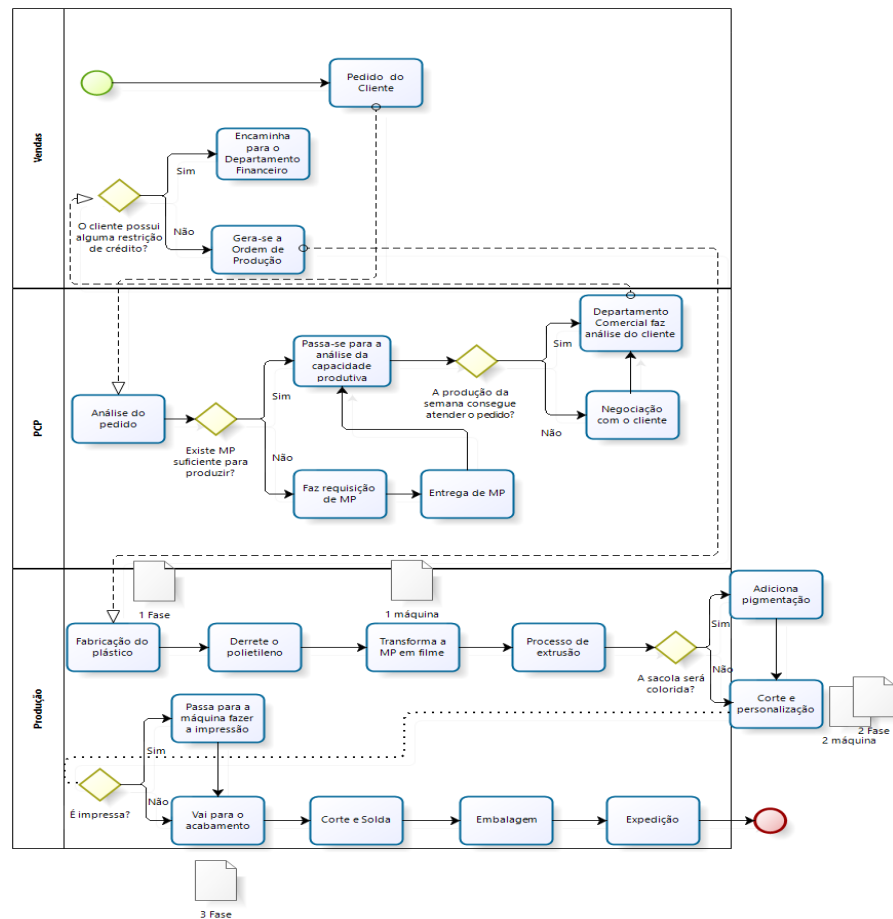 Vendas
Pedido do
Cliente
Encaminha
para o
Departamento
Financeiro
Sim
O cliente possui
alguma restrição
de crédito?
Não
Gera-se a
Ordem de
Produção
PCP
Departamento
Comercial faz
análise do cliente
Passa-se para a
análise da
capacidade
produtiva
Sim
A produção da
semana consegue
atender o pedido?
Análise do
pedido
Sim
Negociação
com o cliente
Não
Existe MP
suficiente para
produzir?
Não
Faz requisição
de MP
Entrega de MP
Produção
1 Fase
1 máquina
Adiciona
pigmentação
Fabricação do
plástico
Derrete o
polietileno
Transforma a
MP em filme
Processo de
extrusão
Sim
A sacola será
colorida?
Não
Corte e
personalização
2 Fase
2 máquina
Passa para a
máquina fazer
a impressão
Sim
É impressa?
Não
Vai para o
acabamento
Corte e Solda
Embalagem
Expedição
3 Fase